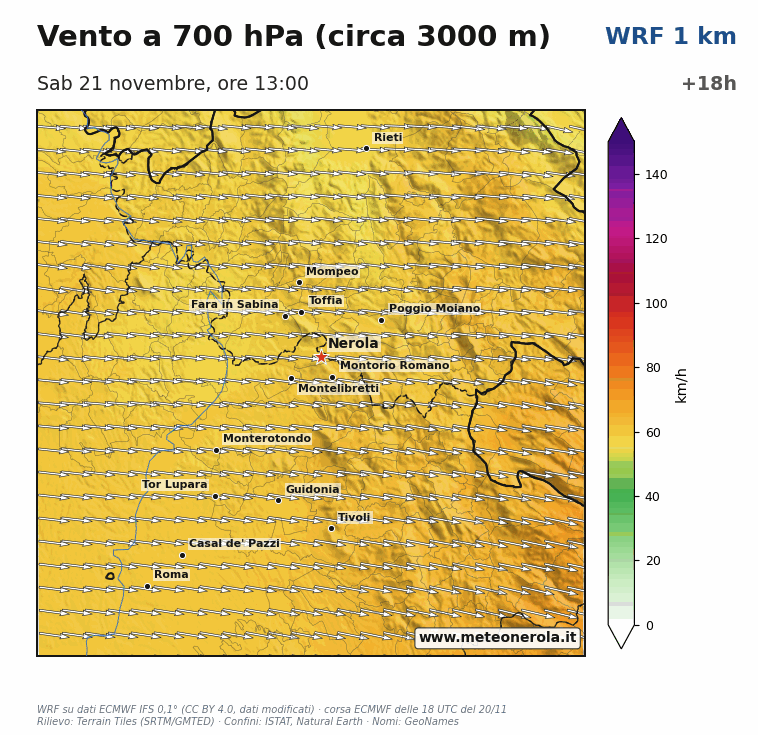 Vento a 700 hPa (circa 3000 m)
WRF 1 km
Sab 21 novembre, ore 13:00
+18h
Rieti
Mompeo
Fara in Sabina
Toffia
Poggio Moiano
Nerola
Montorio Romano
Montelibretti
Monterotondo
Tor Lupara
Guidonia
Tivoli
Casal de' Pazzi
Roma
www.meteonerola.it
140
120
100
80
60
40
20
0
km/h
WRF su dati ECMWF IFS 0,1° (CC BY 4.0, dati modificati) · corsa ECMWF delle 18 UTC del 20/11
Rilievo: Terrain Tiles (SRTM/GMTED) · Confini: ISTAT, Natural Earth · Nomi: GeoNames